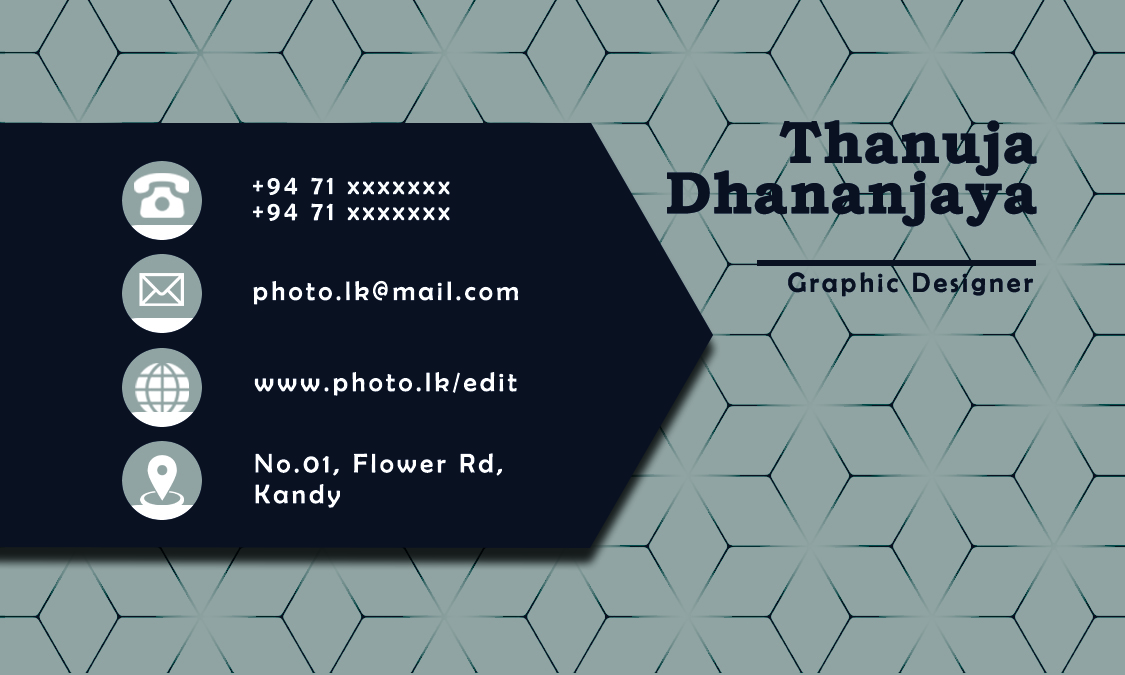 Thanuja
Dhananjaya
Graphic Designer
+94 71 xxxxxxx
+94 71 xxxxxxx
photo.lk@mail.com
www.photo.lk/edit
No.01, Flower Rd,
Kandy